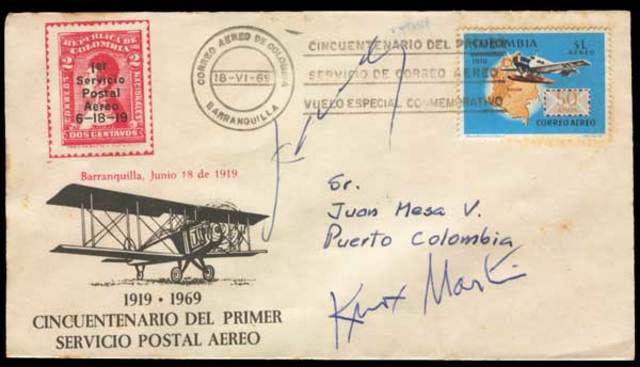 REPUBLICA DE
COLOMBIA
2 2
CORREOS NACIONALES
1er
Servicio
Postal
Aereo
6-18-19
DOS CENTAVOS
CORREO AEREO DE COLOMBIA
18-VI-69
BARRANQUILLA
CINCUENTENARIO DEL PRIMER
SERVICIO DE CORREO AEREO
VUELO ESPECIAL CONMEMORATIVO
COLOMBIA
1919
$1
AEREO
50
CORREO AEREO
Barranquilla, Junio 18 de 1919
Sr.
Juan Mesa V.
Puerto Colombia
Knox Martin
1919 · 1969
CINCUENTENARIO DEL PRIMER
SERVICIO POSTAL AEREO